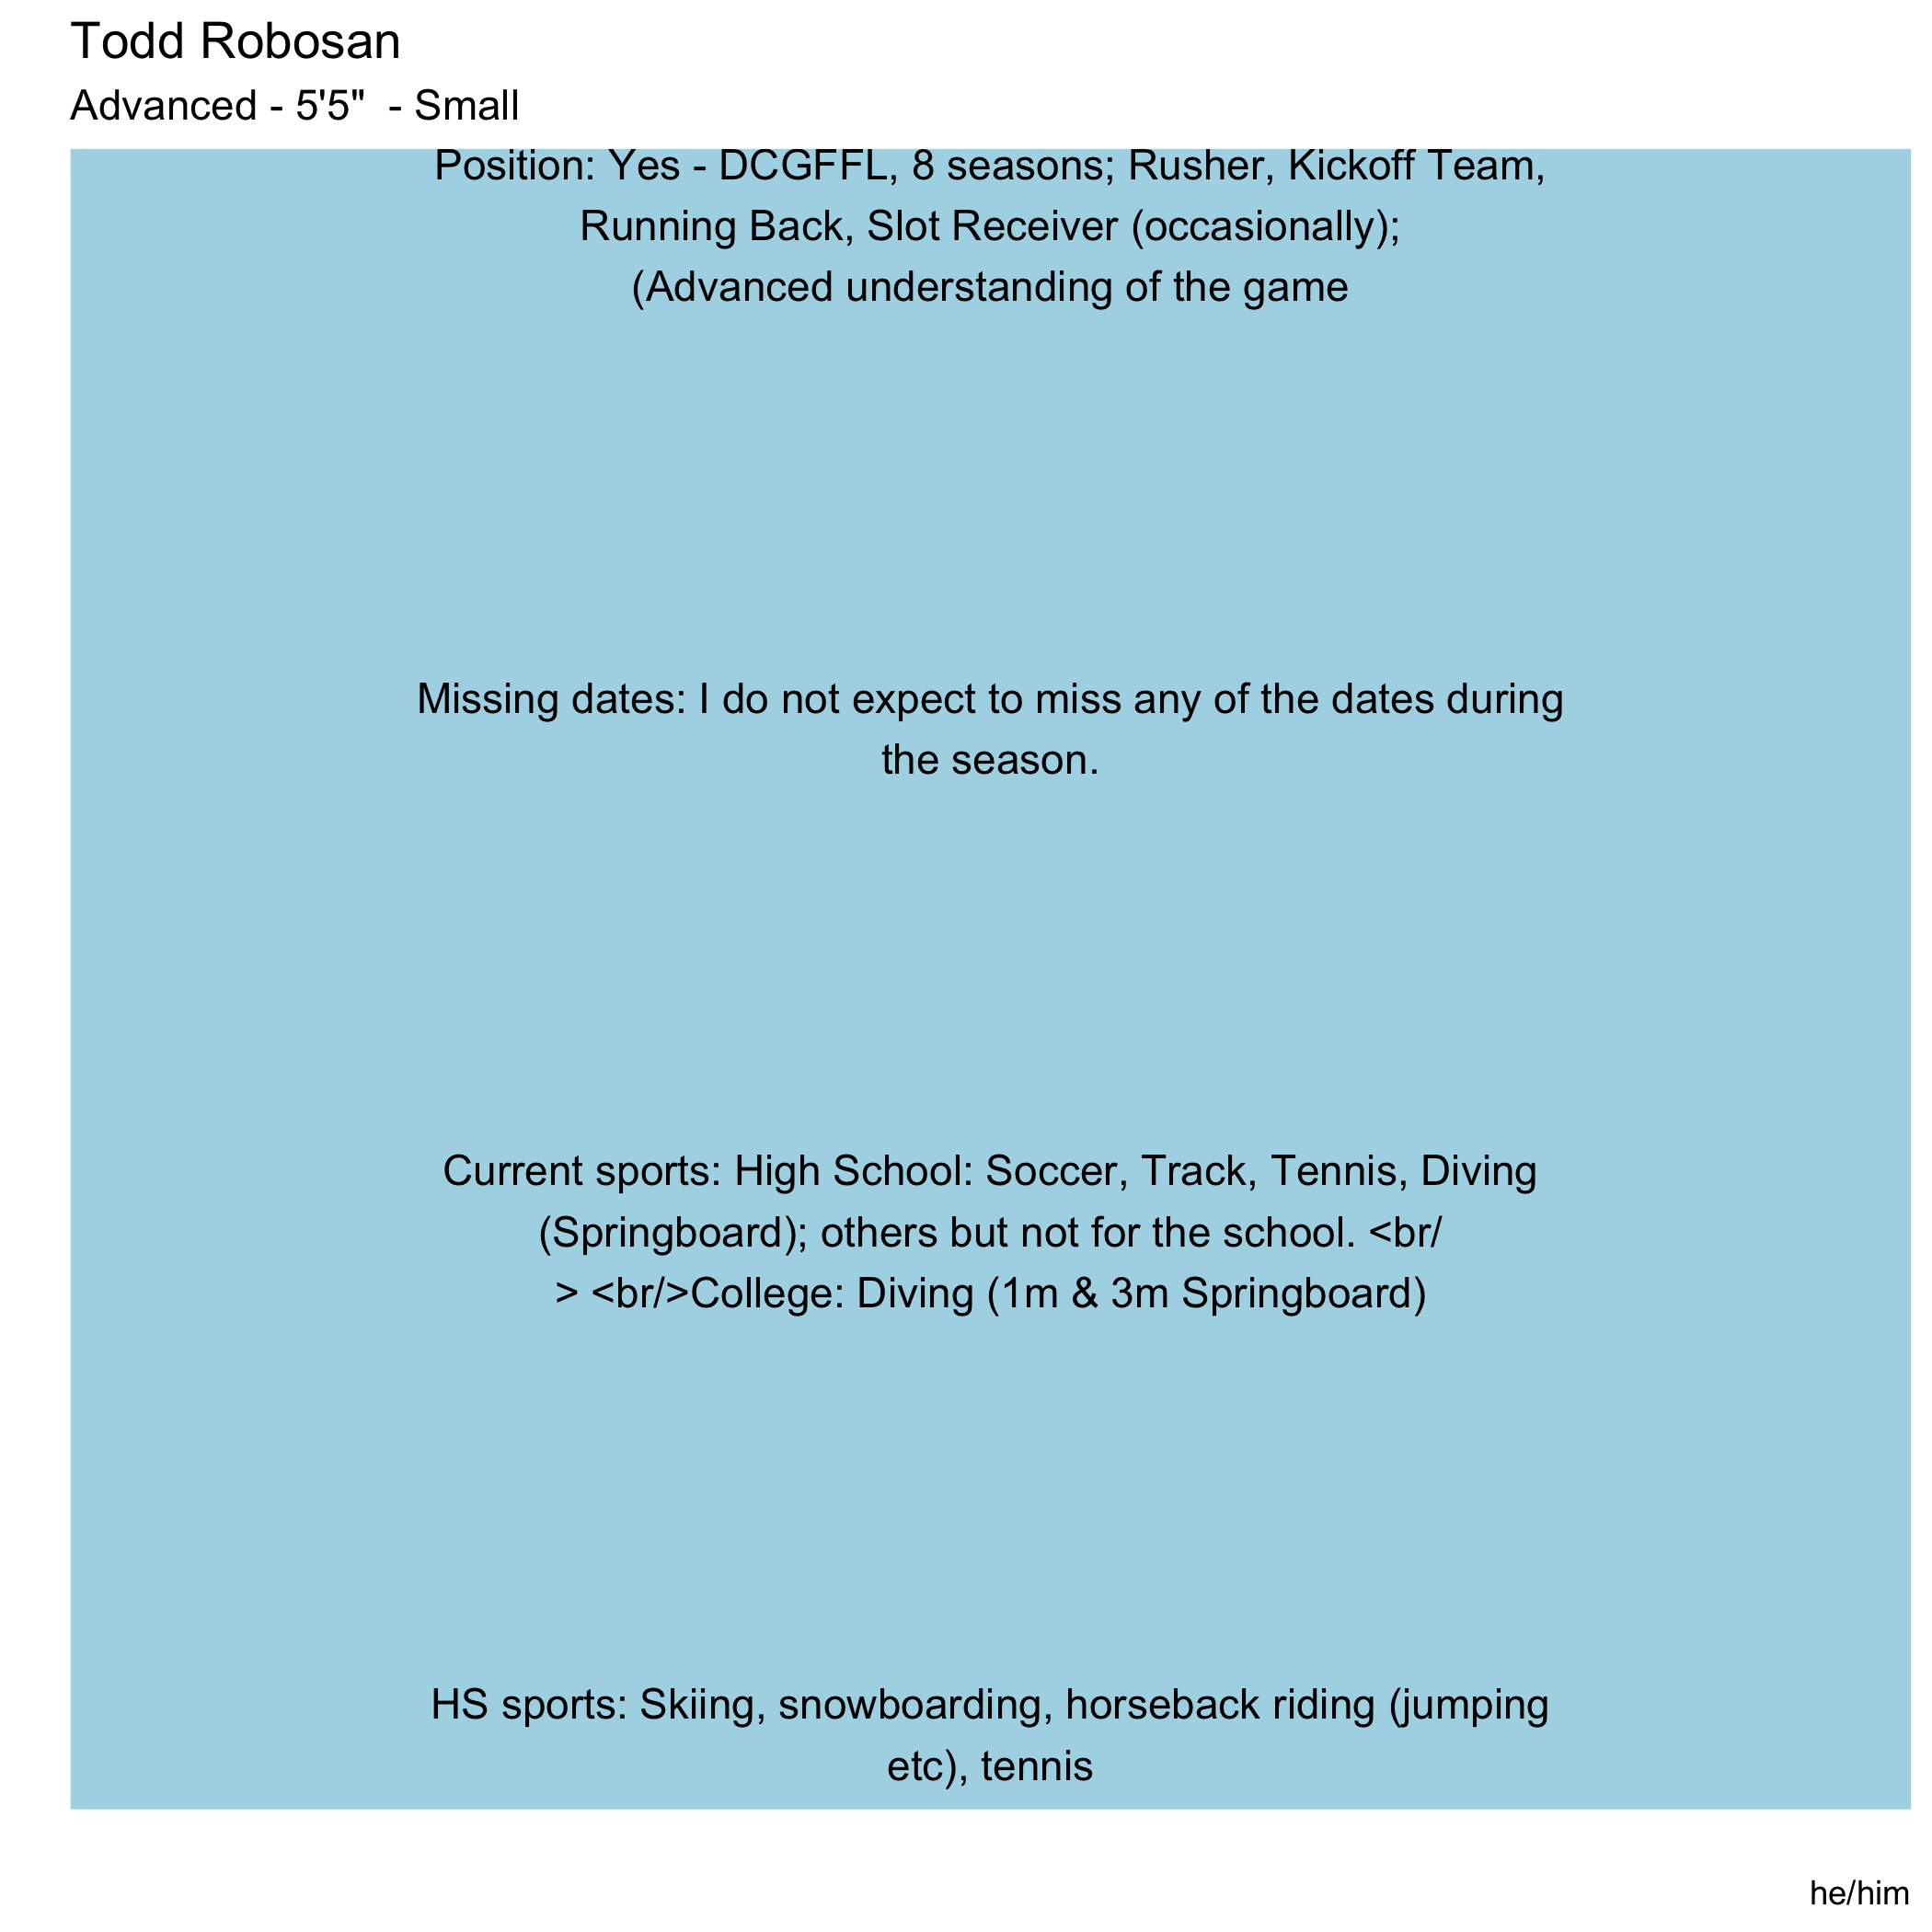 Todd Robosan
Advanced - 5'5"  - Small
Position: Yes - DCGFFL, 8 seasons; Rusher, Kickoff Team,
Running Back, Slot Receiver (occasionally);
(Advanced understanding of the game
Missing dates: I do not expect to miss any of the dates during
the season.
Current sports: High School: Soccer, Track, Tennis, Diving
(Springboard); others but not for the school. <br/
> <br/>College: Diving (1m & 3m Springboard)
HS sports: Skiing, snowboarding, horseback riding (jumping
etc), tennis
he/him